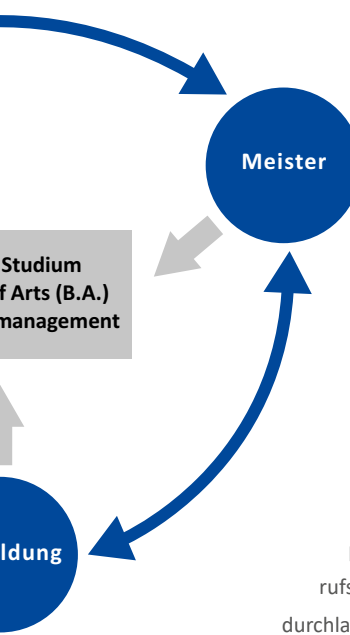 Meister
Studium
f Arts (B.A.)
management
ldung
rufs
durchla